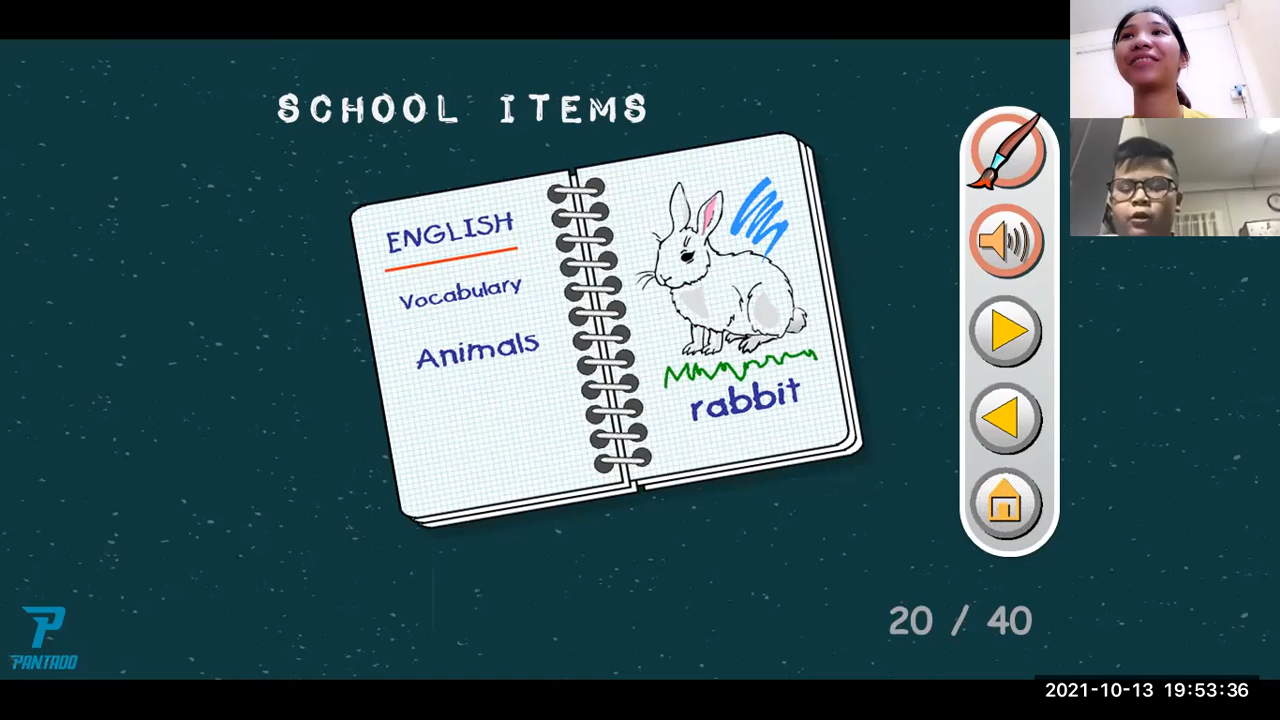 SCHOOL ITEMS
ENGLISH
Vocabulary
Animals
rabbit
20 / 40
PANTADO
2021-10-13 19:53:36